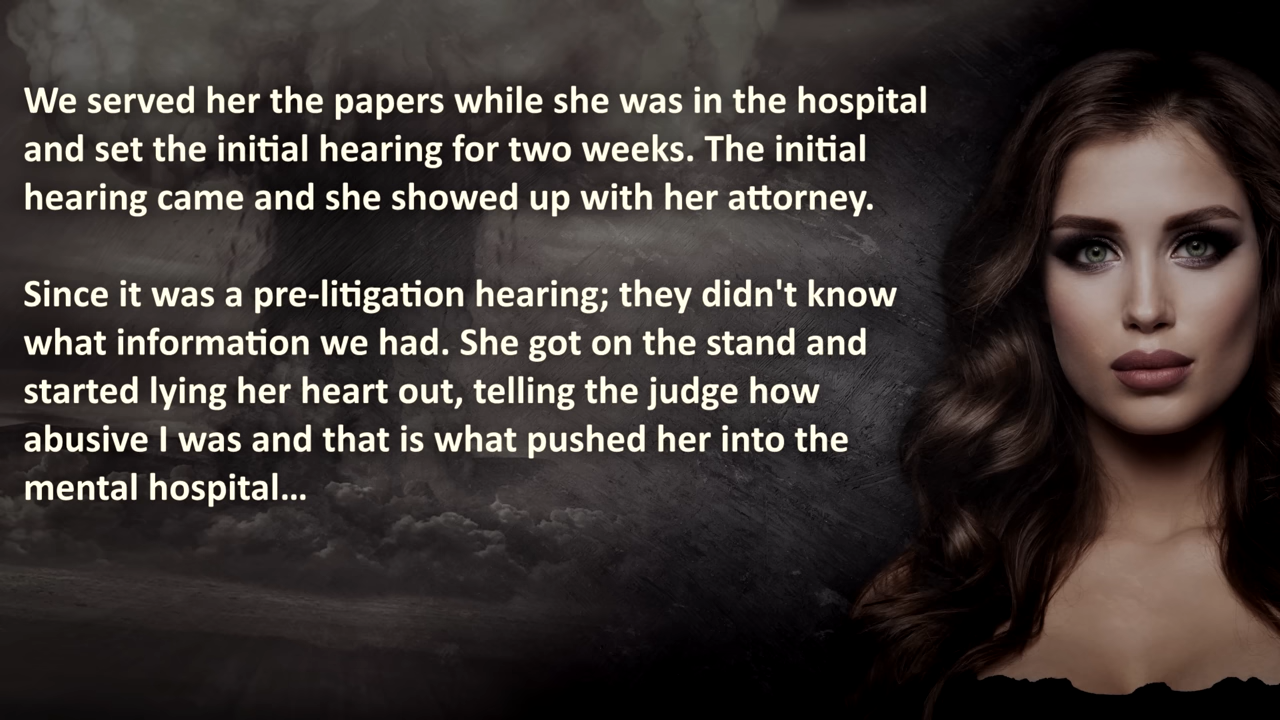 We served her the papers while she was in the hospital
and set the initial hearing for two weeks. The initial
hearing came and she showed up with her attorney.
Since it was a pre-litigation hearing; they didn't know
what information we had. She got on the stand and
started lying her heart out, telling the judge how
abusive I was and that is what pushed her into the
mental hospital...